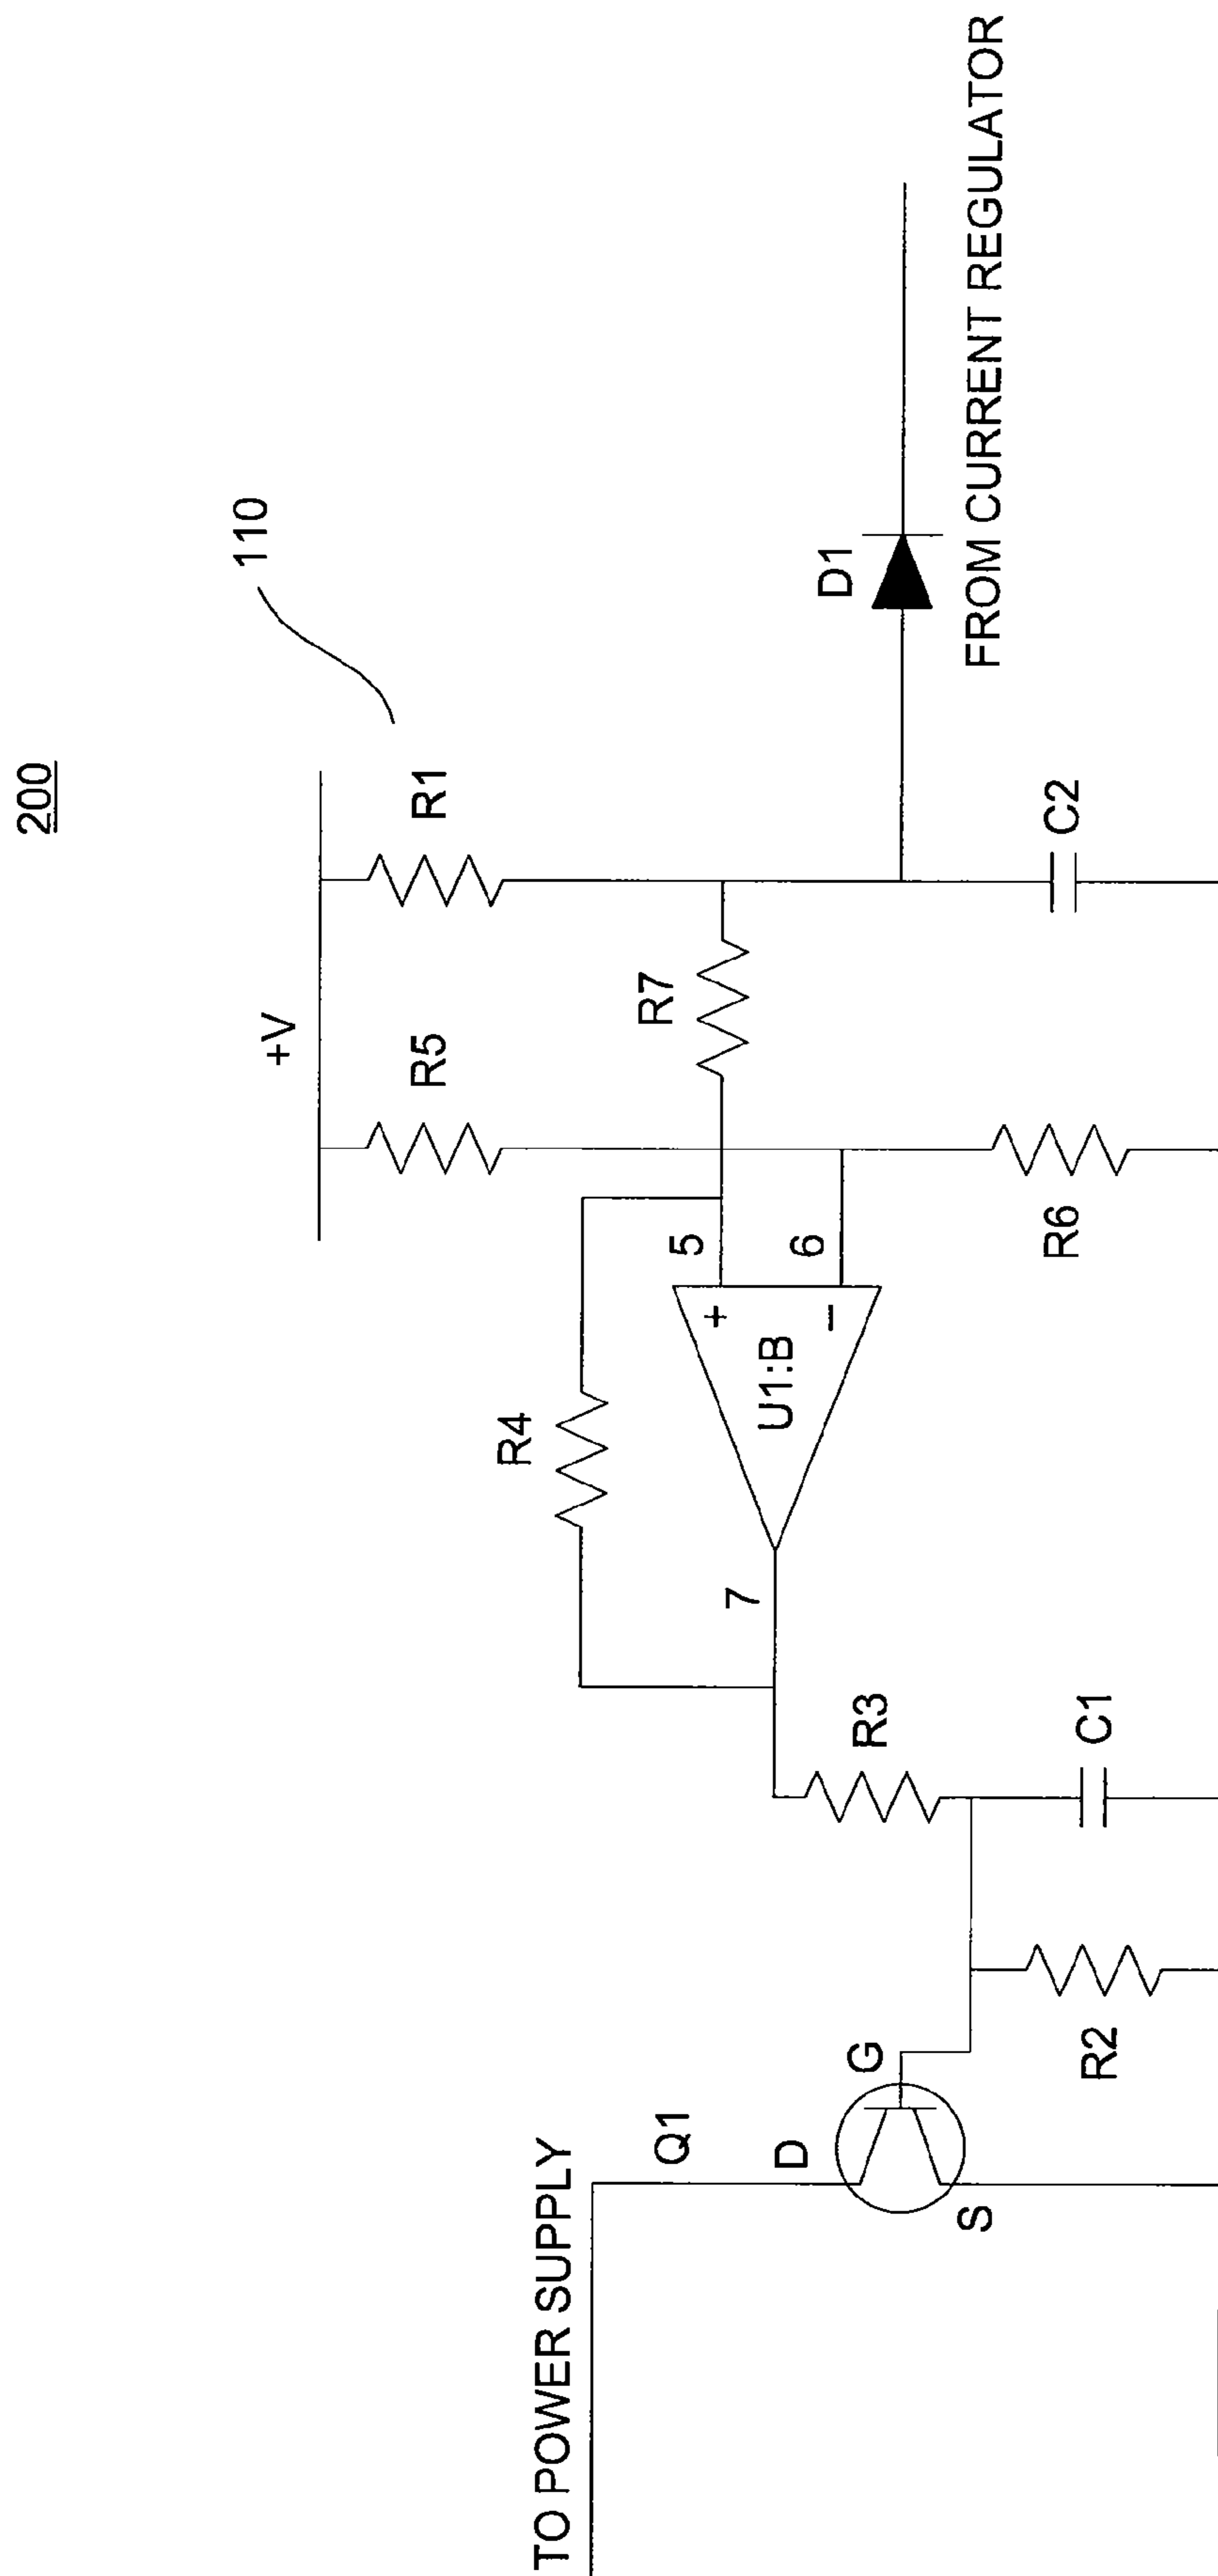 200
110
+V
R5
R1
R4
R7
5
6
+
−
U1:B
7
D1
FROM CURRENT REGULATOR
R3
R6
C2
C1
R2
TO POWER SUPPLY
Q1
D
G
S